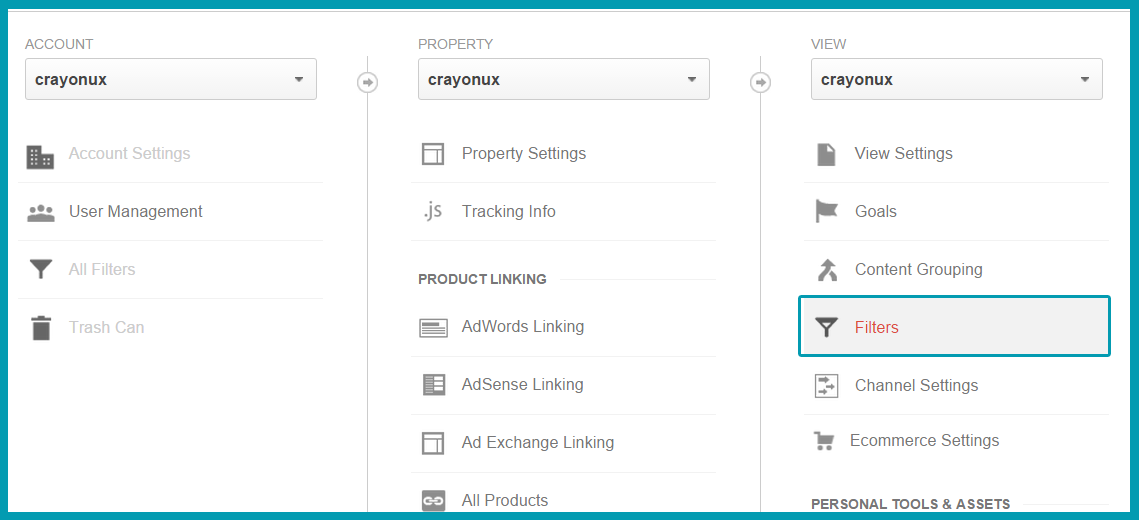 ACCOUNT
crayonux
Account Settings
User Management
All Filters
Trash Can
PROPERTY
crayonux
Property Settings
.js Tracking Info
PRODUCT LINKING
AdWords Linking
AdSense Linking
Ad Exchange Linking
All Products
VIEW
crayonux
View Settings
Goals
Content Grouping
Filters
Channel Settings
Ecommerce Settings
PERSONAL TOOLS & ASSETS